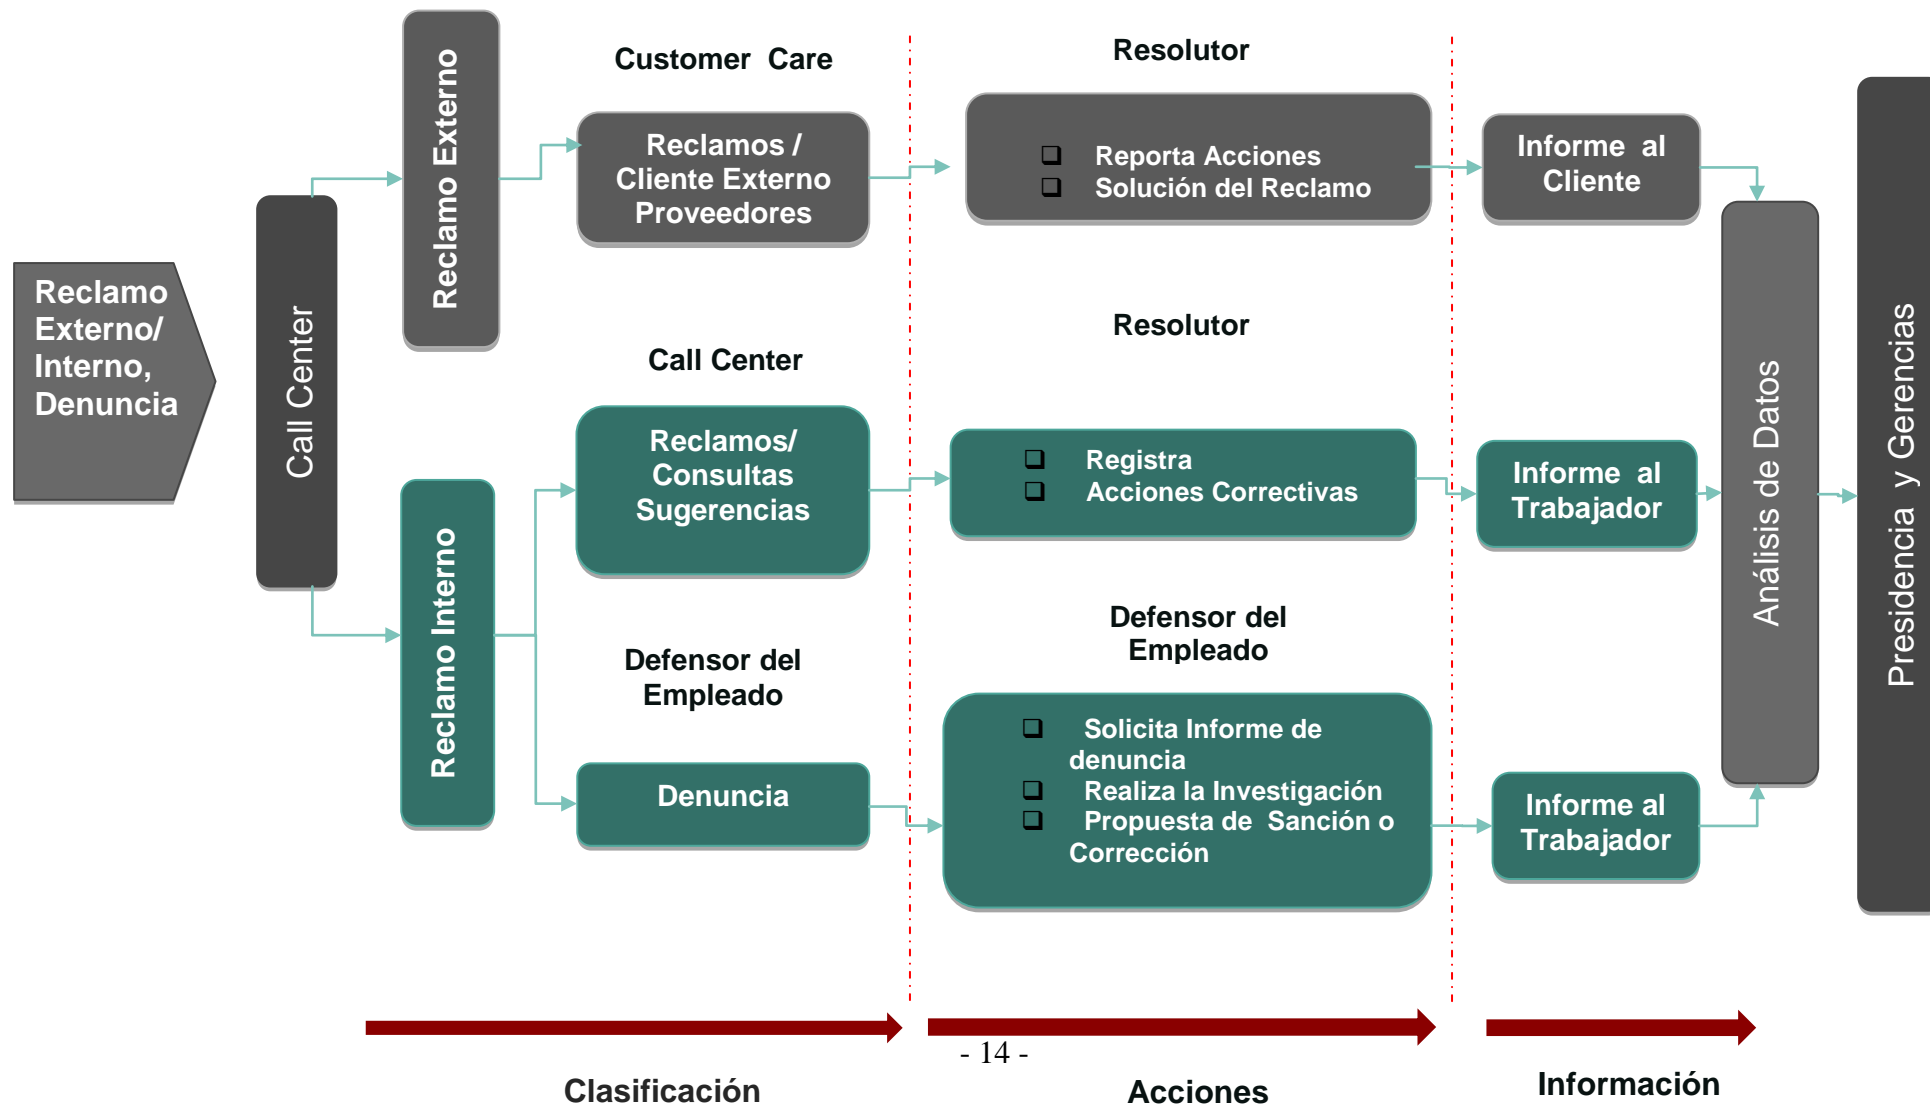 Reclamo
Externo/
Interno,
Denuncia
Call Center
Reclamo Externo
Reclamo Interno
Customer  Care
Reclamos /
Cliente Externo
Proveedores
Call Center
Reclamos/
Consultas
Sugerencias
Defensor del
Empleado
Denuncia
Resolutor
Reporta Acciones
Solución del Reclamo
Resolutor
Registra
Acciones Correctivas
Defensor del
Empleado
Solicita Informe de
denuncia
Realiza la Investigación
Propuesta de  Sanción o
Corrección
Informe  al
Cliente
Informe  al
Trabajador
Informe al
Trabajador
Análisis de Datos
Presidencia  y Gerencias
- 14 -
Clasificación
Acciones
Información